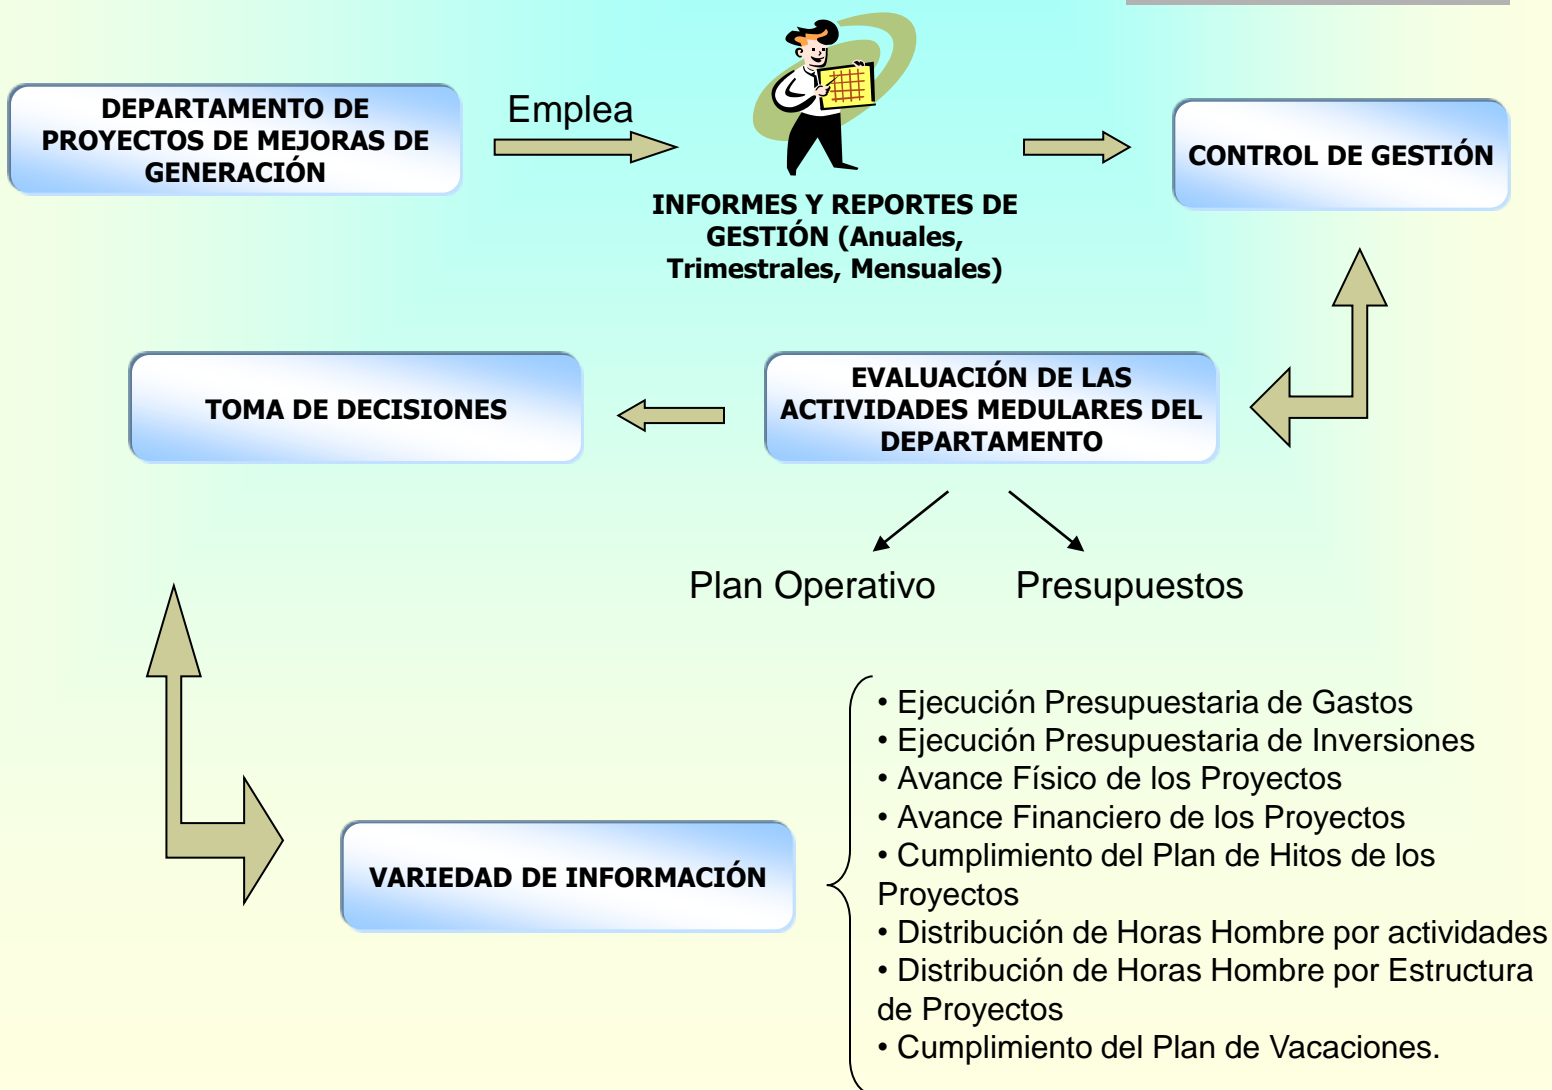 DEPARTAMENTO DE
PROYECTOS DE MEJORAS DE
GENERACIÓN
Emplea
INFORMES Y REPORTES DE
GESTIÓN (Anuales,
Trimestrales, Mensuales)
CONTROL DE GESTIÓN
TOMA DE DECISIONES
EVALUACIÓN DE LAS
ACTIVIDADES MEDULARES DEL
DEPARTAMENTO
Plan Operativo
Presupuestos
VARIEDAD DE INFORMACIÓN
• Ejecución Presupuestaria de Gastos
• Ejecución Presupuestaria de Inversiones
• Avance Físico de los Proyectos
• Avance Financiero de los Proyectos
• Cumplimiento del Plan de Hitos de los
Proyectos
• Distribución de Horas Hombre por actividades
• Distribución de Horas Hombre por Estructura
de Proyectos
• Cumplimiento del Plan de Vacaciones.